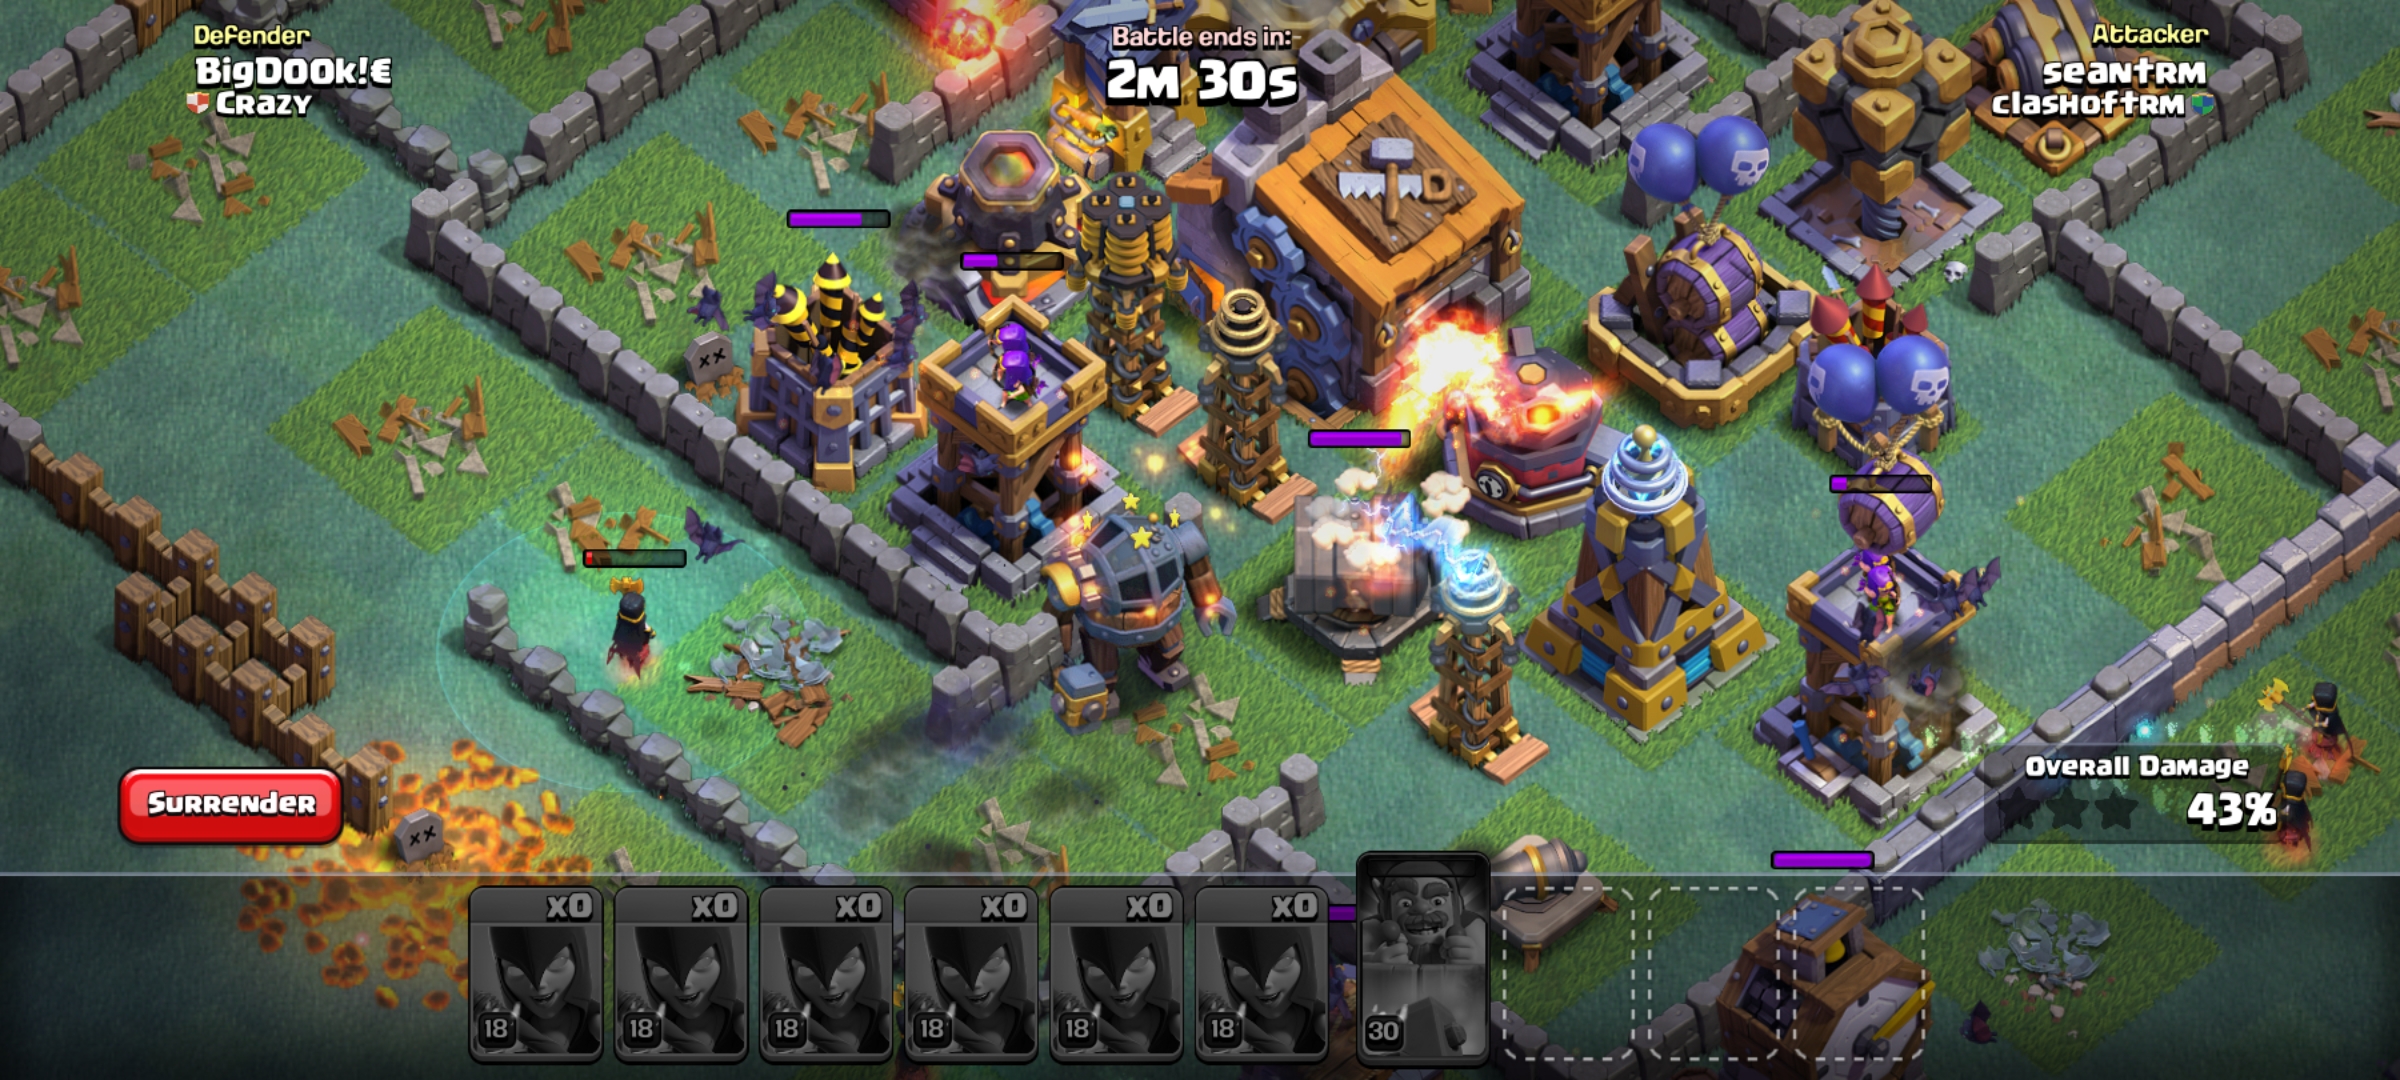 Defender
BigDOOk!€
Crazy
Battle ends in:
2M 30s
Attacker
seantrm
clashoftrm
Surrender
Overall Damage
43%
x0
x0
x0
x0
x0
x0
18
18
18
18
18
18
30